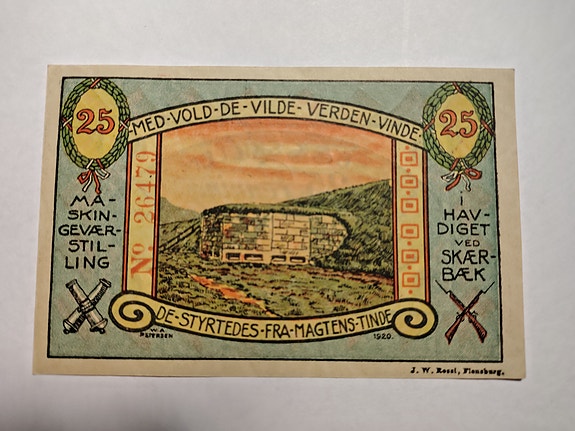 25
MED-VOLD-DE-VILDE-VERDEN-VINDE
25
MA-
SKIN-
GEVÆR-
STIL-
LING
No. 26479
I
HAV-
DIGET
VED
SKÆR-
BÆK
DE-STYRTEDES-FRA-MAGTENS-TINDE
W.A.
PETERSEN
1920.
J. W. Rossl, Flensburg.